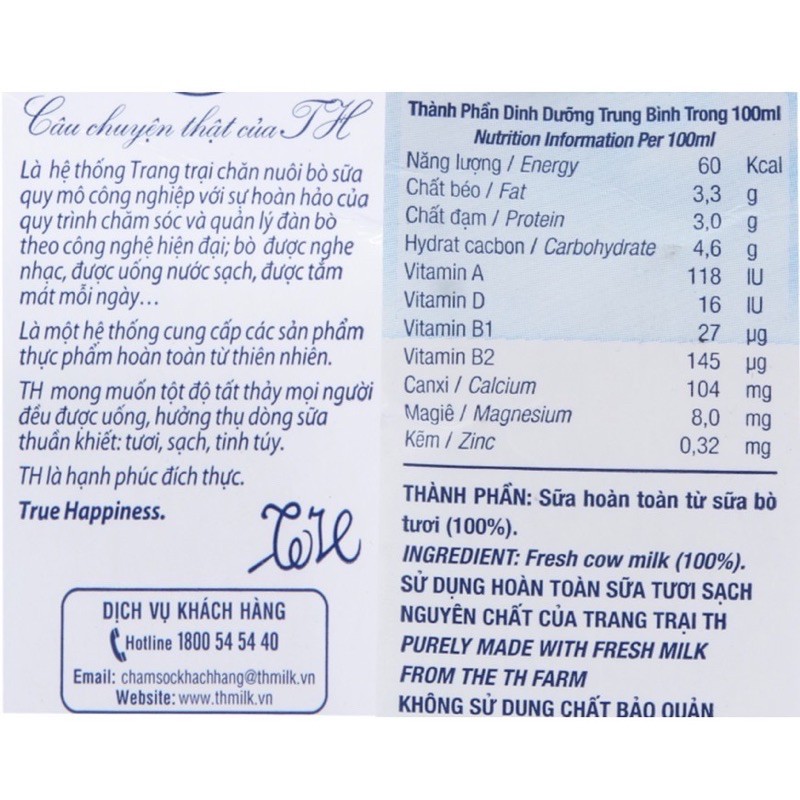 Câu chuyện thật của TH
Là hệ thống Trang trại chăn nuôi bò sữa
quy mô công nghiệp với sự hoàn hảo của
quy trình chăm sóc và quản lý đàn bò
theo công nghệ hiện đại; bò được nghe
nhạc, được uống nước sạch, được tắm
mát mỗi ngày...
Là một hệ thống cung cấp các sản phẩm
thực phẩm hoàn toàn từ thiên nhiên.
TH mong muốn tột độ tất thảy mọi người
đều được uống, hưởng thụ dòng sữa
thuần khiết: tươi, sạch, tinh túy.
TH là hạnh phúc đích thực.
True Happiness.
TH
DỊCH VỤ KHÁCH HÀNG
Hotline 1800 54 54 40
Email: chamsockhachhang@thmilk.vn
Website: www.thmilk.vn
Thành Phần Dinh Dưỡng Trung Bình Trong 100ml
Nutrition Information Per 100ml
Năng lượng / Energy 60 Kcal
Chất béo / Fat 3,3 g
Chất đạm / Protein 3,0 g
Hydrat cacbon / Carbohydrate 4,6 g
Vitamin A 118 IU
Vitamin D 16 IU
Vitamin B1 27 µg
Vitamin B2 145 µg
Canxi / Calcium 104 mg
Magiê / Magnesium 8,0 mg
Kẽm / Zinc 0,32 mg
THÀNH PHẦN: Sữa hoàn toàn từ sữa bò
tươi (100%).
INGREDIENT: Fresh cow milk (100%).
SỬ DỤNG HOÀN TOÀN SỮA TƯƠI SẠCH
NGUYÊN CHẤT CỦA TRANG TRẠI TH
PURELY MADE WITH FRESH MILK
FROM THE TH FARM
KHÔNG SỬ DỤNG CHẤT BẢO QUẢN